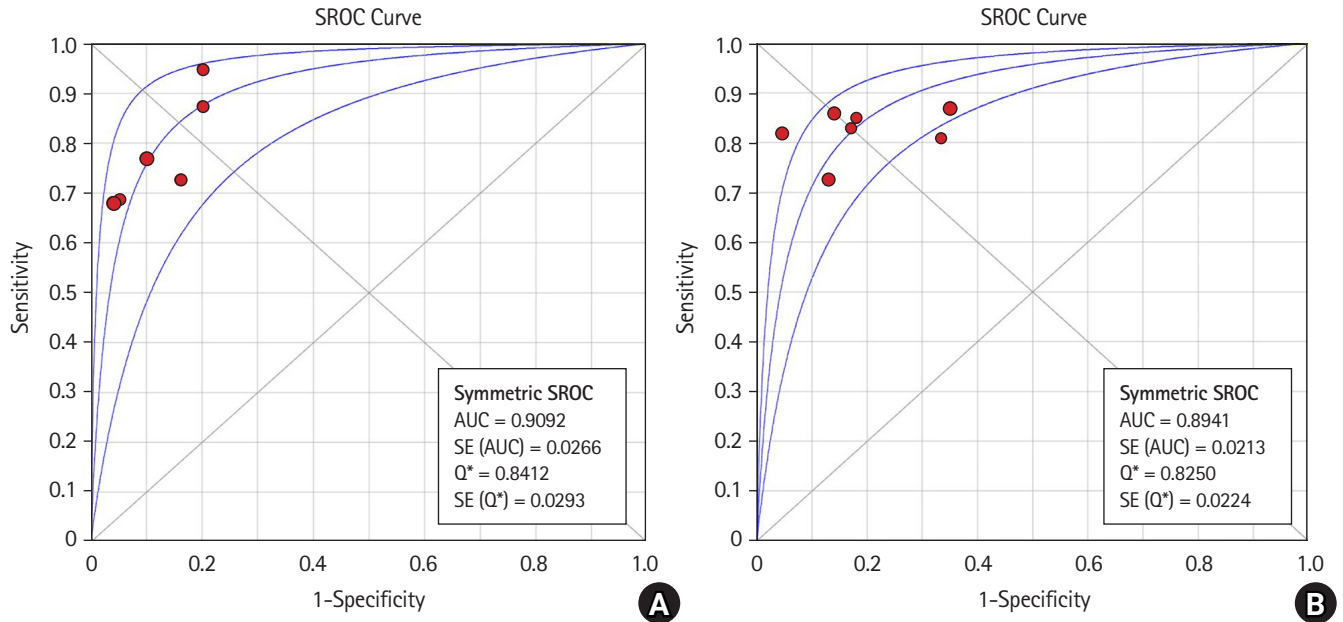 SROC Curve
1.0
0.9
0.8
0.7
0.6
0.5
0.4
0.3
0.2
0.1
0
Sensitivity
0
0.2
0.4
0.6
0.8
1.0
1-Specificity
Symmetric SROC
AUC = 0.9092
SE (AUC) = 0.0266
Q* = 0.8412
SE (Q*) = 0.0293
A
SROC Curve
1.0
0.9
0.8
0.7
0.6
0.5
0.4
0.3
0.2
0.1
0
Sensitivity
0
0.2
0.4
0.6
0.8
1.0
1-Specificity
Symmetric SROC
AUC = 0.8941
SE (AUC) = 0.0213
Q* = 0.8250
SE (Q*) = 0.0224
B